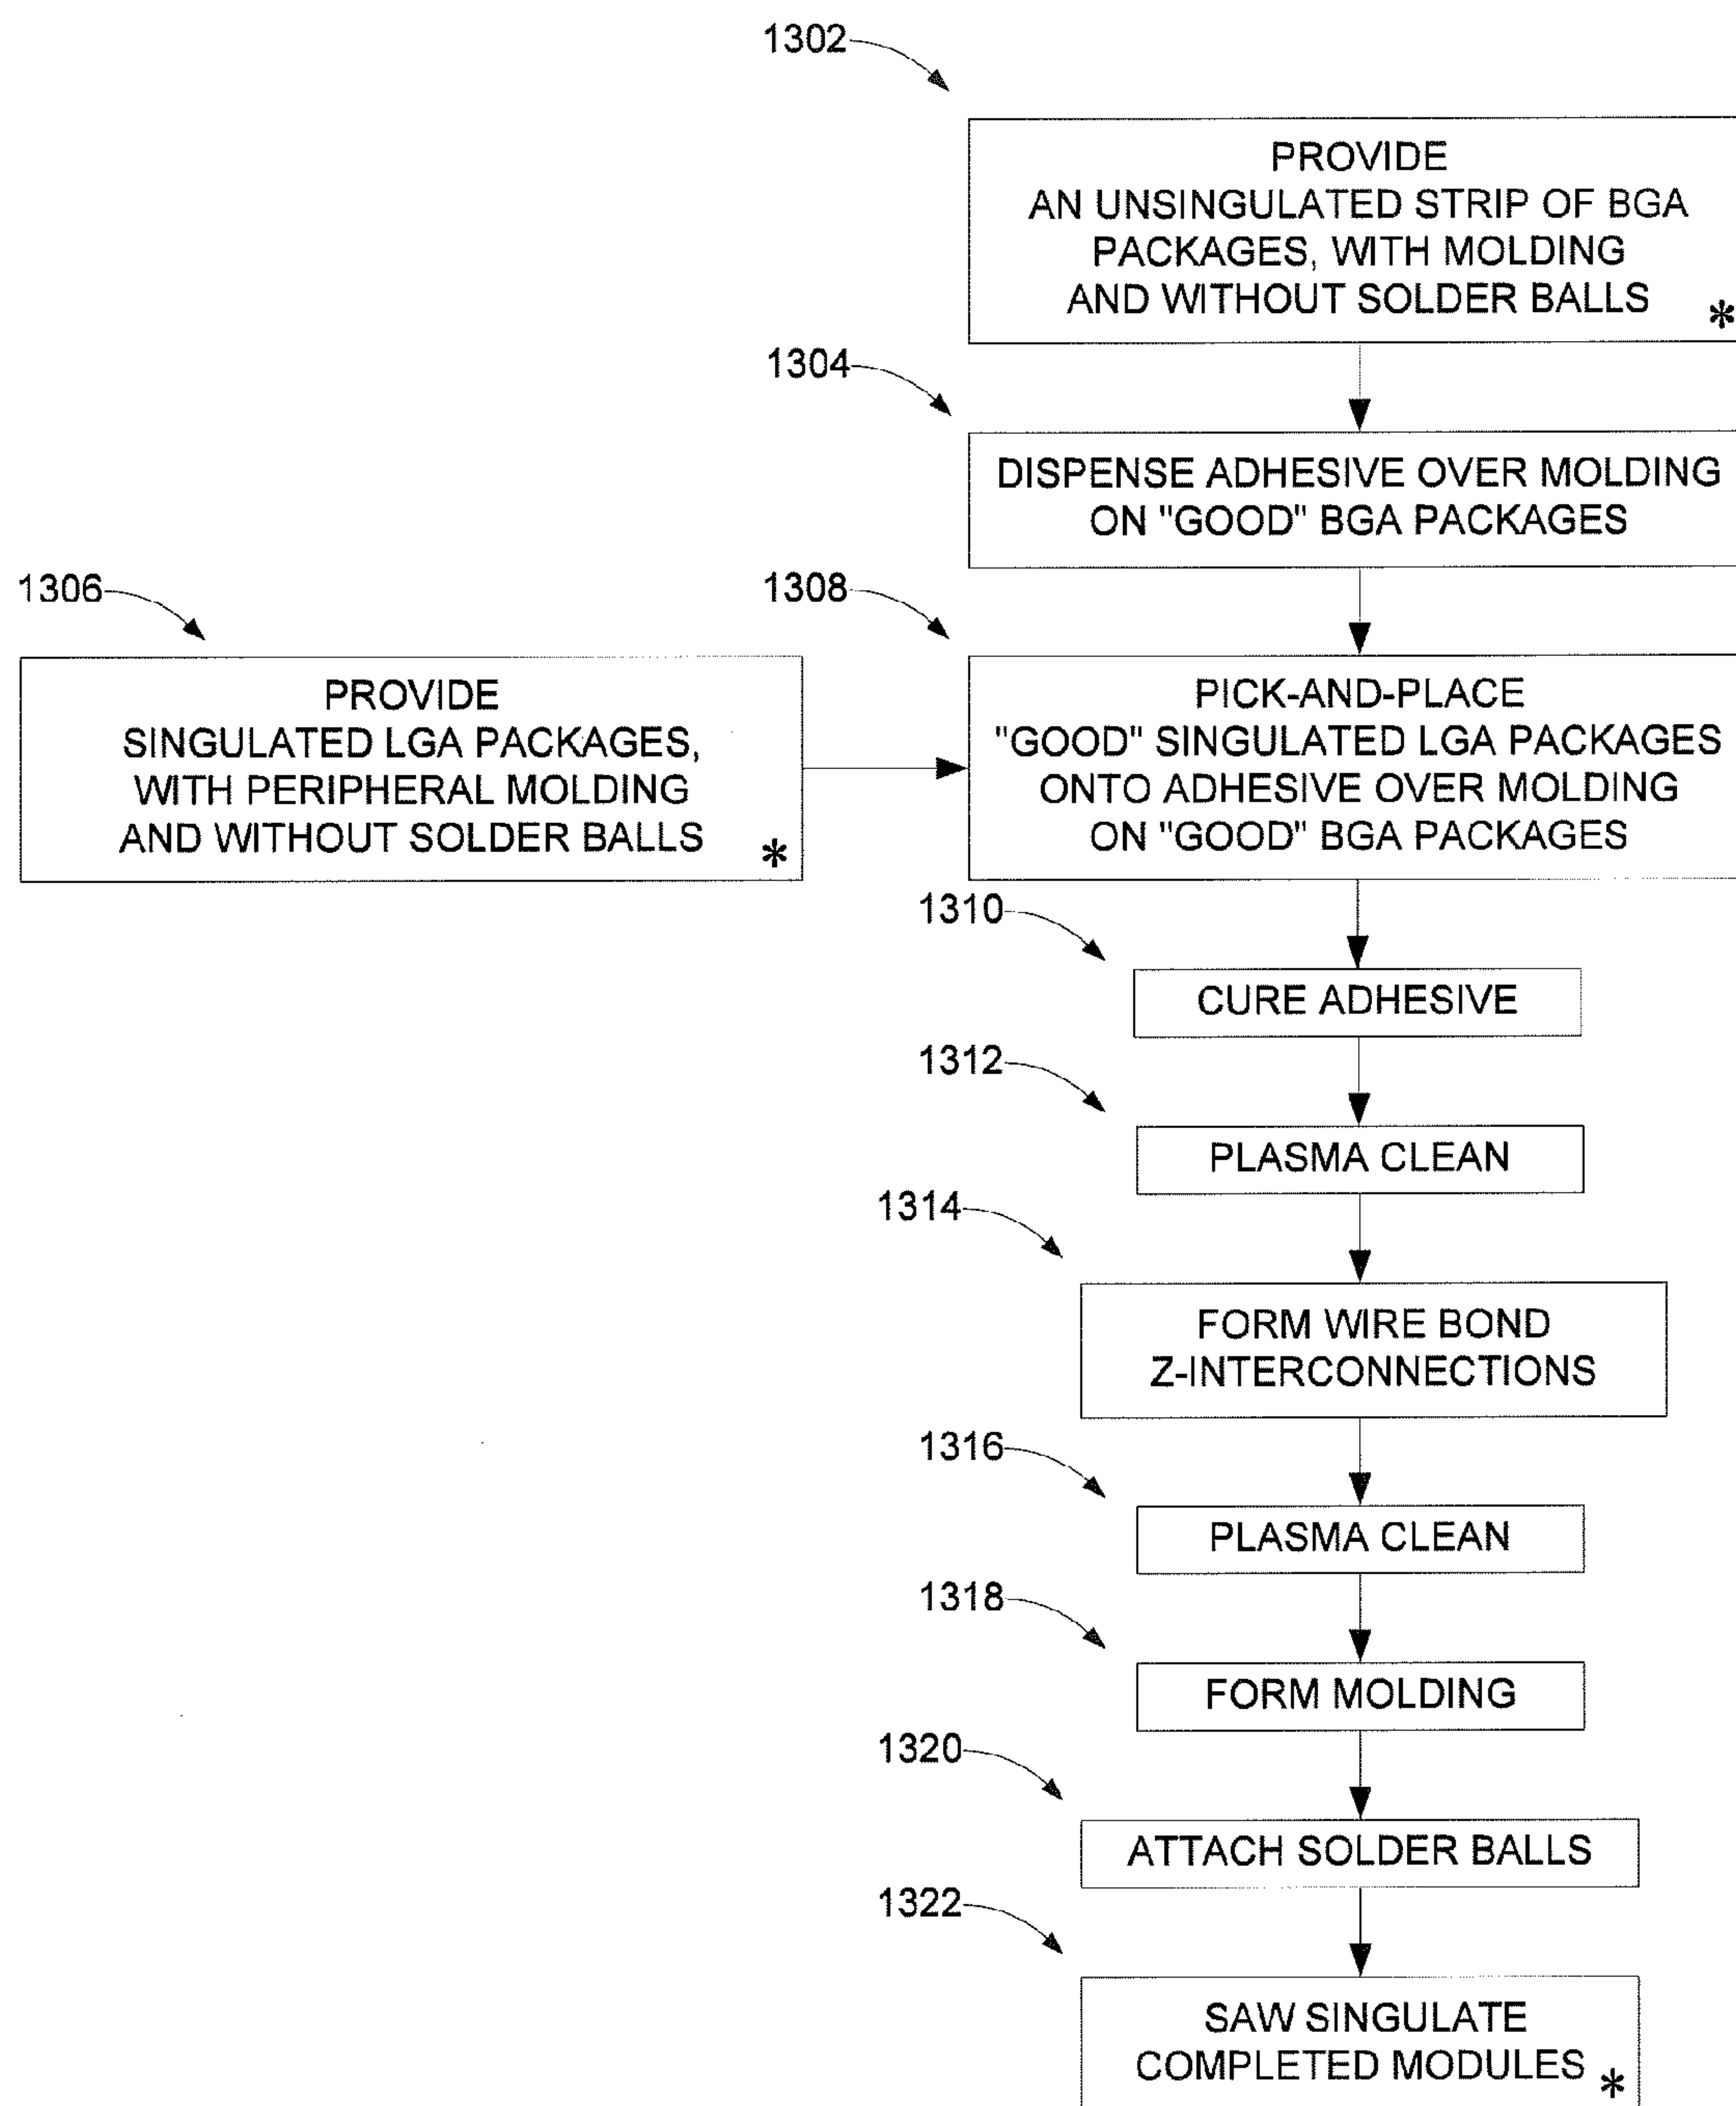 1302
PROVIDE
AN UNSINGULATED STRIP OF BGA
PACKAGES, WITH MOLDING
AND WITHOUT SOLDER BALLS
*
1304
DISPENSE ADHESIVE OVER MOLDING
ON "GOOD" BGA PACKAGES
1306
PROVIDE
SINGULATED LGA PACKAGES,
WITH PERIPHERAL MOLDING
AND WITHOUT SOLDER BALLS
*
1308
PICK-AND-PLACE
"GOOD" SINGULATED LGA PACKAGES
ONTO ADHESIVE OVER MOLDING
ON "GOOD" BGA PACKAGES
1310
CURE ADHESIVE
1312
PLASMA CLEAN
1314
FORM WIRE BOND
Z-INTERCONNECTIONS
1316
PLASMA CLEAN
1318
FORM MOLDING
1320
ATTACH SOLDER BALLS
1322
SAW SINGULATE
COMPLETED MODULES
*